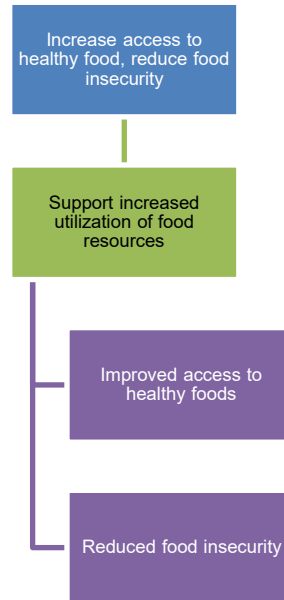 Increase access to
healthy food, reduce food
insecurity
Support increased
utilization of food
resources
Improved access to
healthy foods
Reduced food insecurity